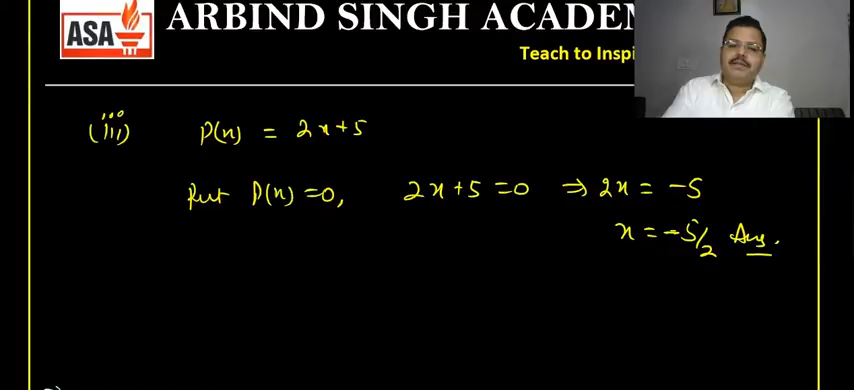 ARBIND SINGH ACADEM
ASA
Teach to Inspi
(iii) P(x) = 2x+5
Put P(x) =0, 2x+5 =0 ⇒ 2x = -5
x = -5/2 Ans.